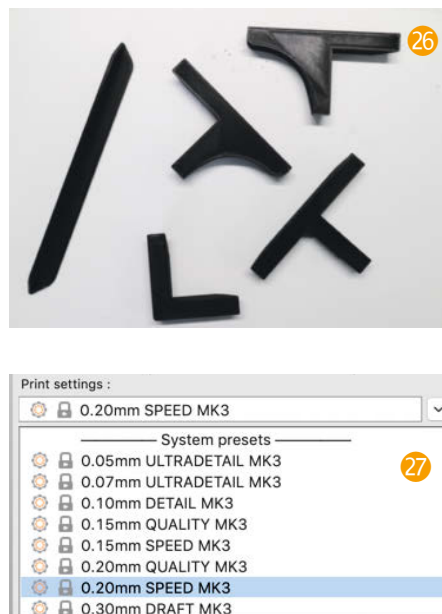 26
Print settings :
0.20mm SPEED MK3
System presets
27
0.05mm ULTRADETAIL MK3
0.07mm ULTRADETAIL MK3
0.10mm DETAIL MK3
0.15mm QUALITY MK3
0.15mm SPEED MK3
0.20mm QUALITY MK3
0.20mm SPEED MK3
0.30mm DRAFT MK3